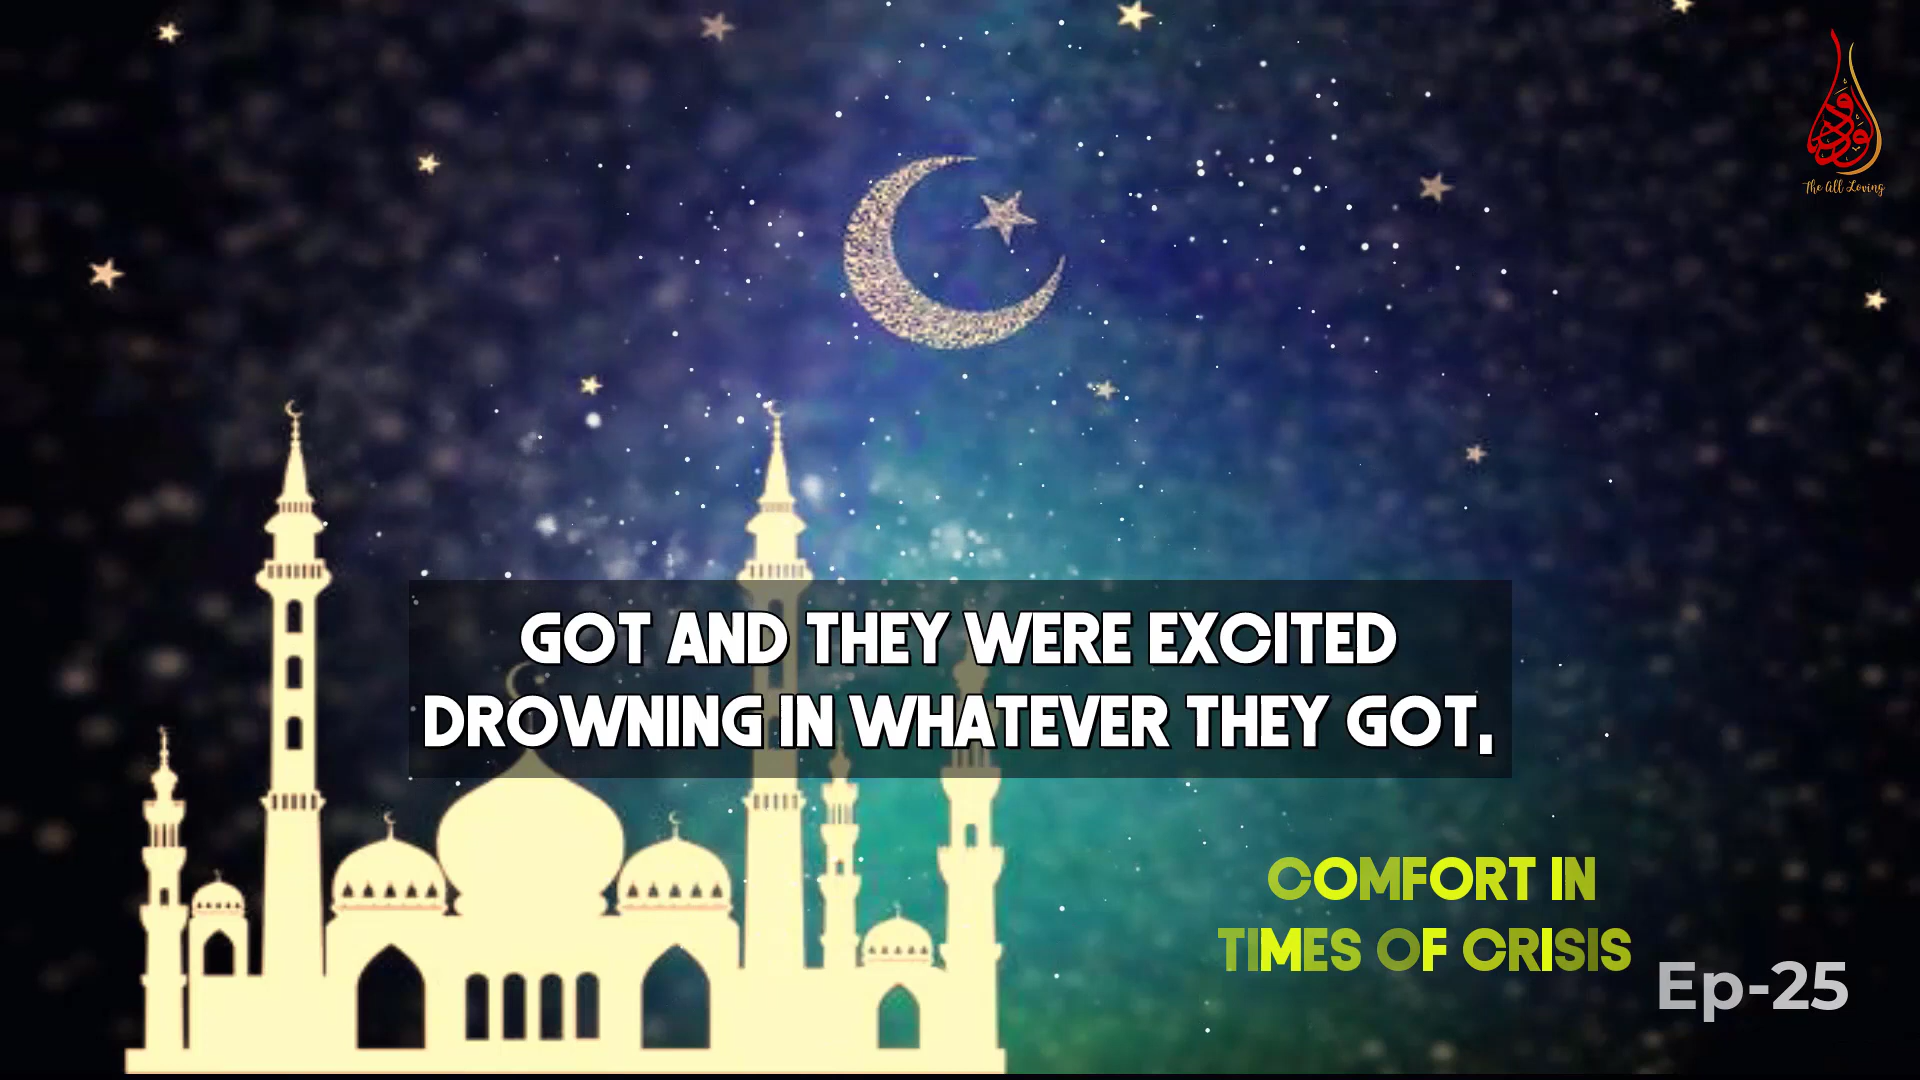 الودود
The All Loving
GOT AND THEY WERE EXCITED
DROWNING IN WHATEVER THEY GOT.
COMFORT IN
TIMES OF CRISIS
Ep-25